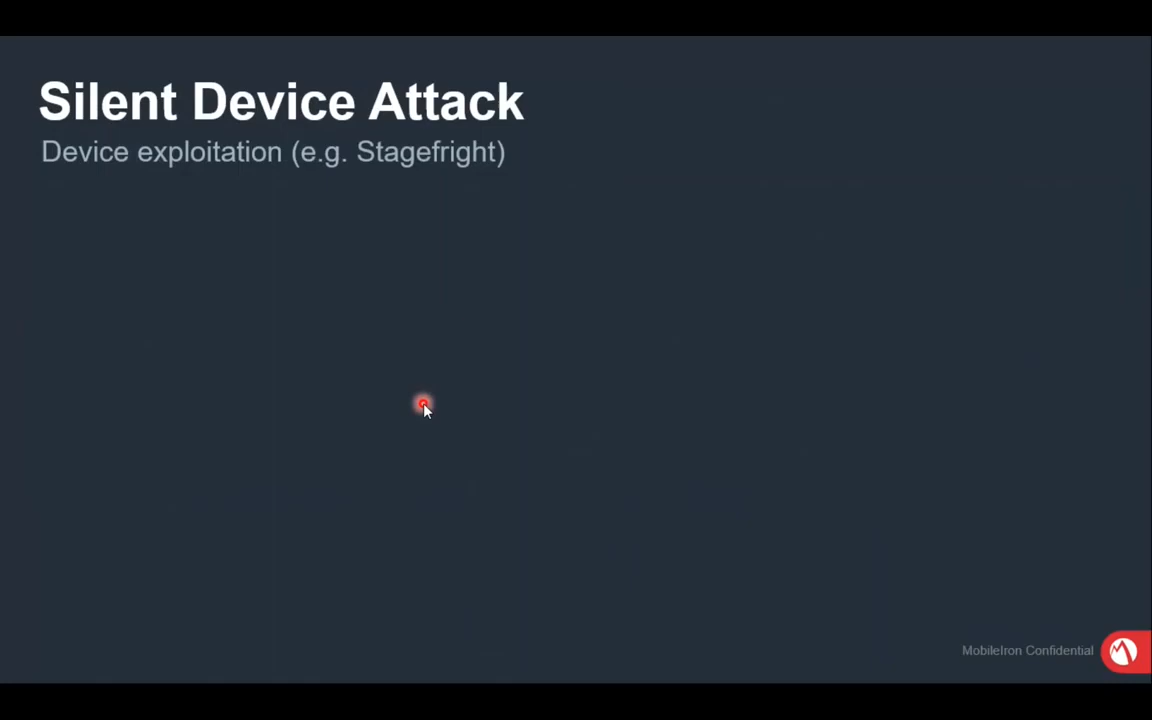 Silent Device Attack
Device exploitation (e.g. Stagefright)
MobileIron Confidential